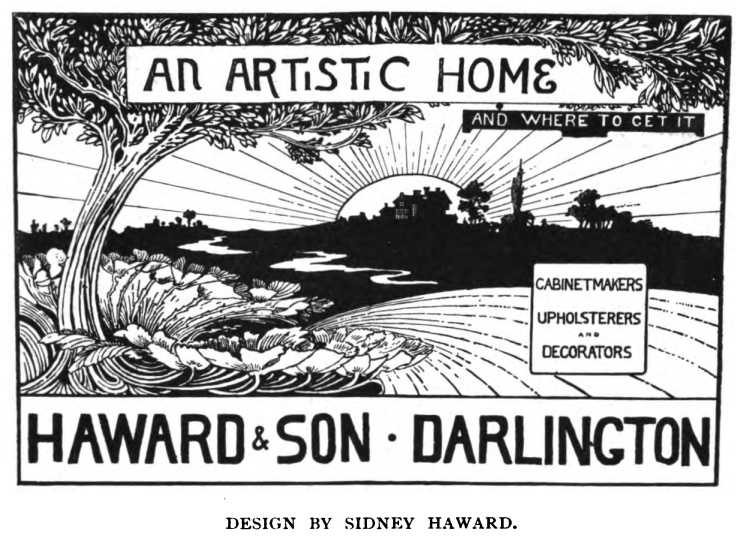 AN ARTISTIC HOME
AND WHERE TO GET IT
CABINETMAKERS
UPHOLSTERERS
AND
DECORATORS
HAWARD & SON · DARLINGTON
DESIGN BY SIDNEY HAWARD.